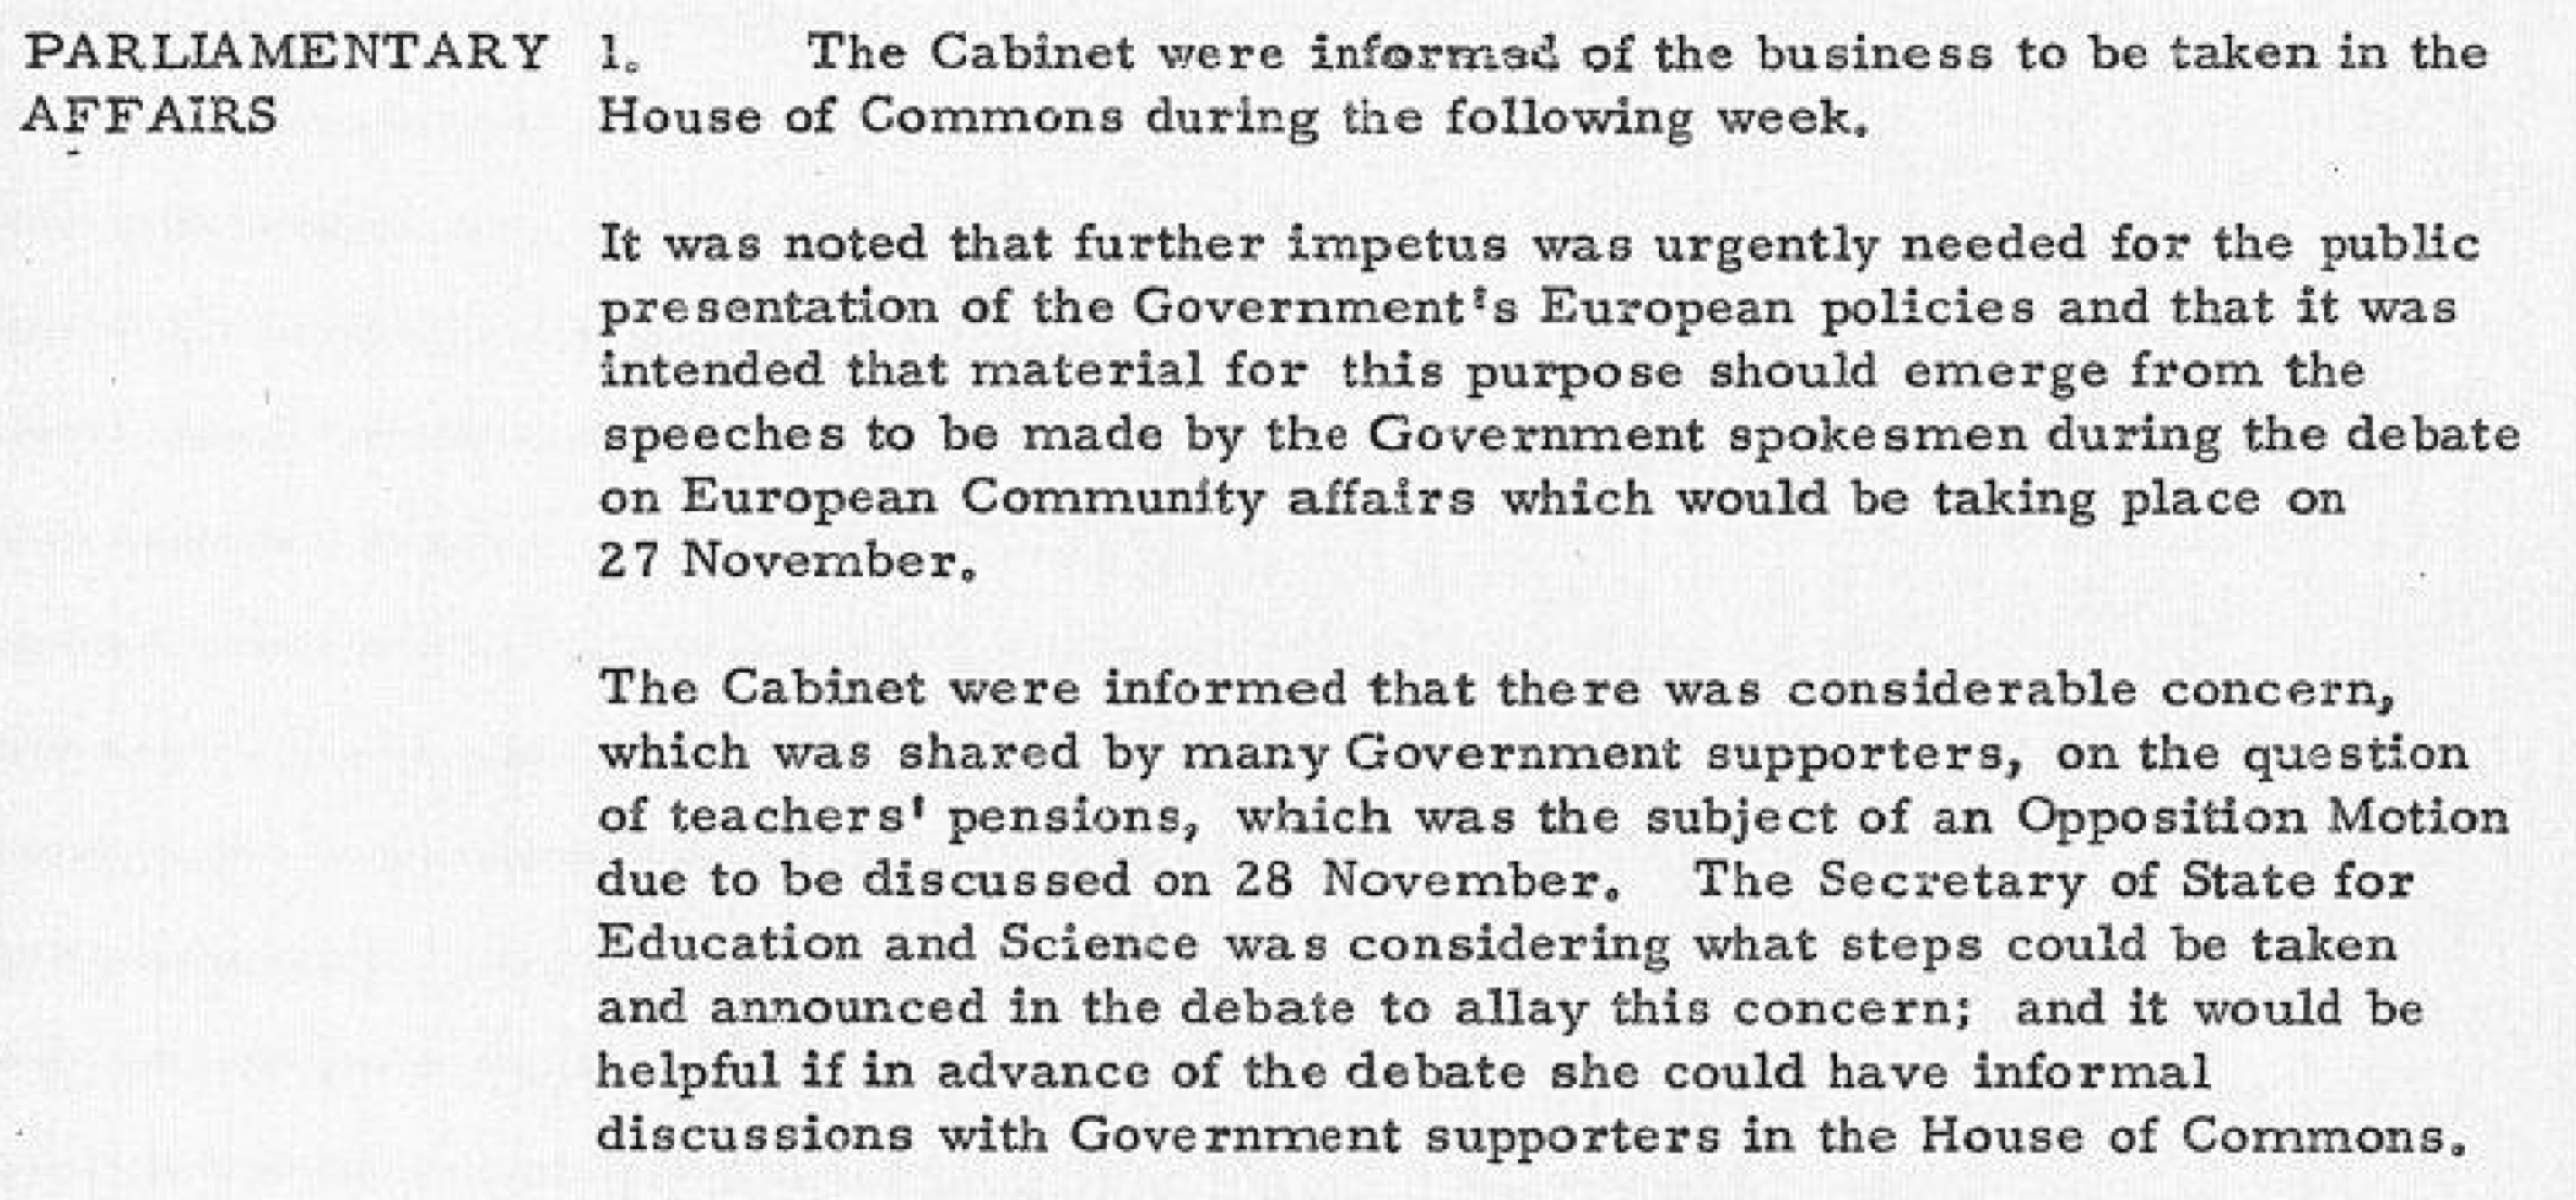 PARLIAMENTARY 1. The Cabinet were informed of the business to be taken in the
AFFAIRS House of Commons during the following week.
It was noted that further impetus was urgently needed for the public
presentation of the Government's European policies and that it was
intended that material for this purpose should emerge from the
speeches to be made by the Government spokesmen during the debate
on European Community affairs which would be taking place on
27 November.
The Cabinet were informed that there was considerable concern,
which was shared by many Government supporters, on the question
of teachers' pensions, which was the subject of an Opposition Motion
due to be discussed on 28 November. The Secretary of State for
Education and Science was considering what steps could be taken
and announced in the debate to allay this concern; and it would be
helpful if in advance of the debate she could have informal
discussions with Government supporters in the House of Commons.